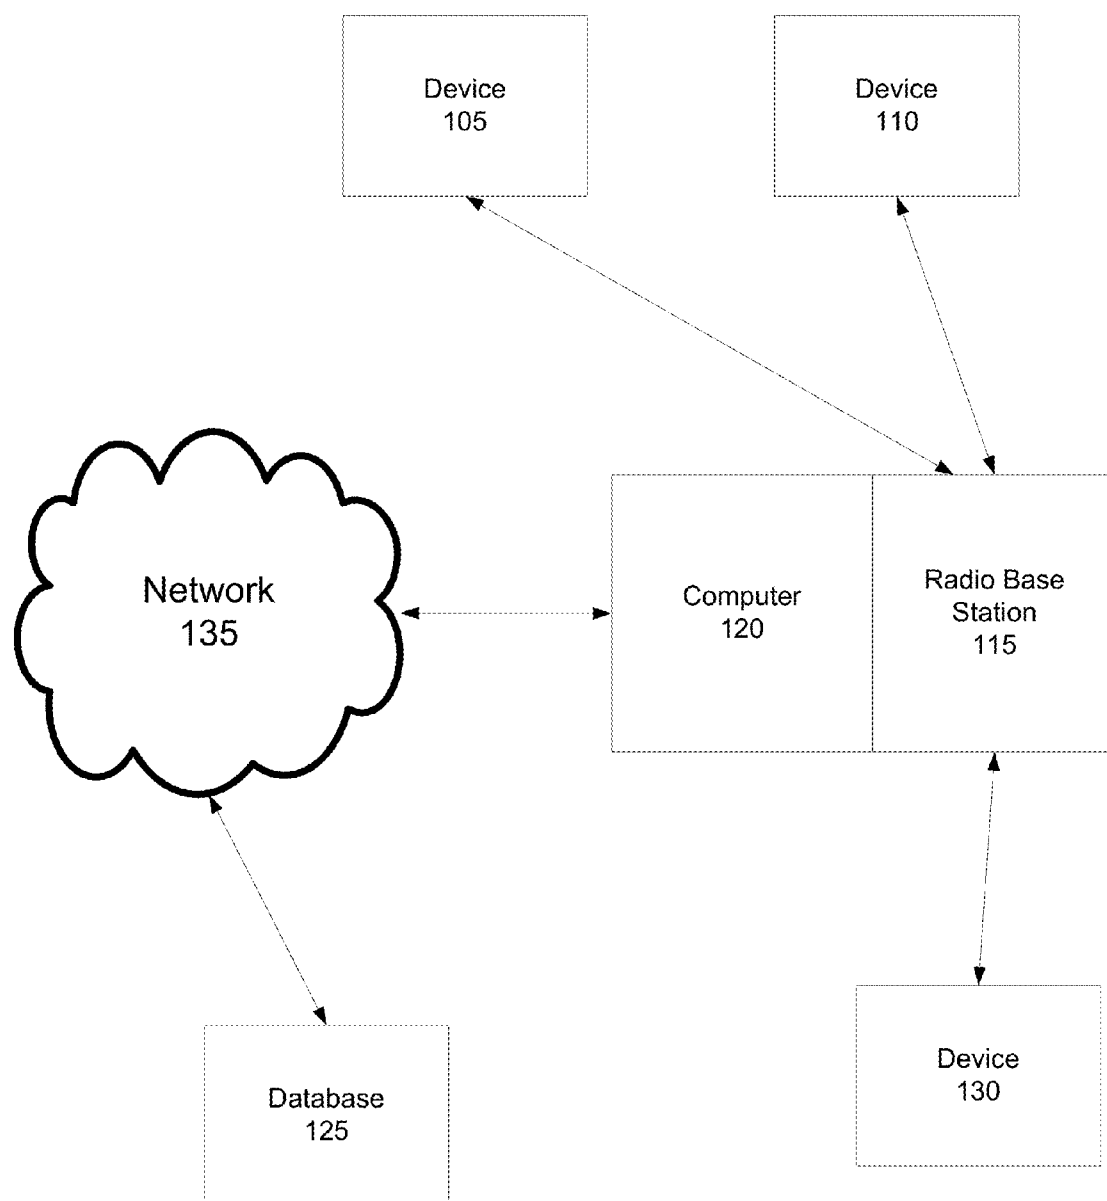 Device
105
Device
110
Network
135
Computer
120
Radio Base
Station
115
Device
130
Database
125